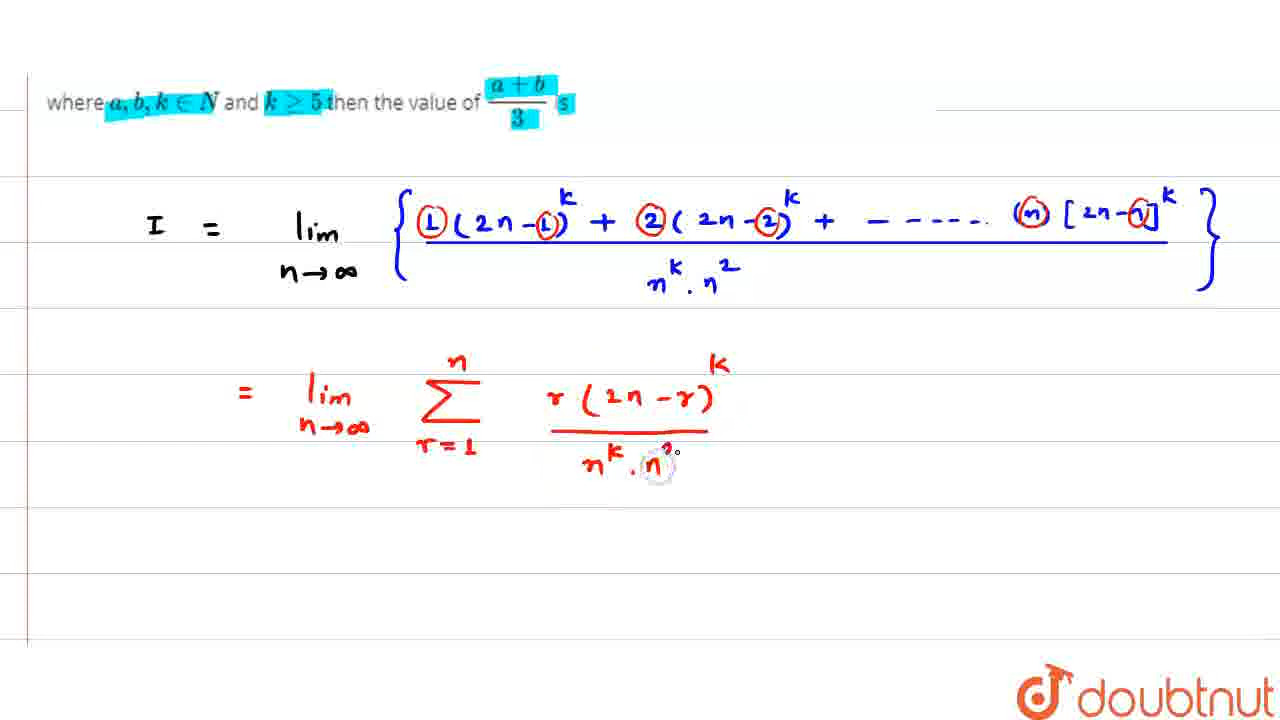 where a, b, k ∈ N and k ≥ 5 then the value of (a + b)/3 is
I = lim n→∞ { 1(2n-1)^k + 2(2n-2)^k + ------. (n)[2n-n]^k / n^k . n^2 }
= lim n→∞ Σ r=1 n r(2n-r)^k / n^k . n^2
doubtnut